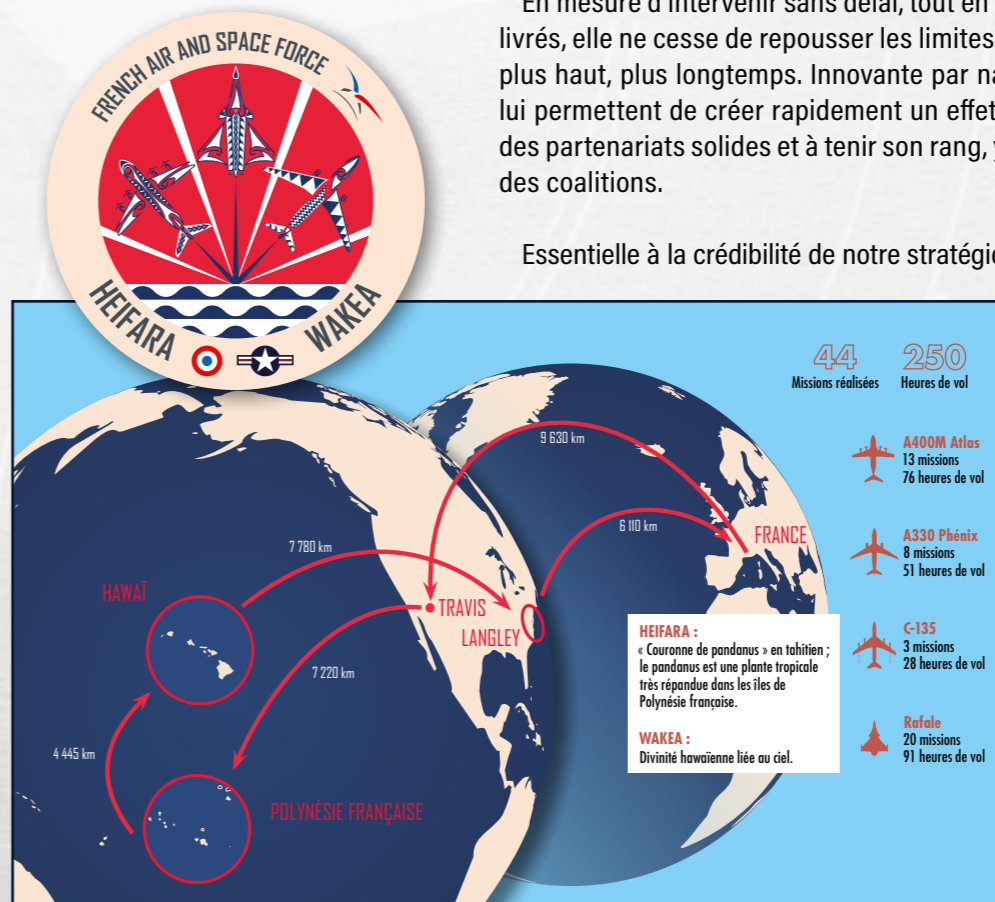 En mesure d'intervenir sans délai, tout en
livrés, elle ne cesse de repousser les limites
plus haut, plus longtemps. Innovante par na
lui permettent de créer rapidement un effet
des partenariats solides et à tenir son rang, y
des coalitions.
Essentielle à la crédibilité de notre stratégie
FRENCH AIR AND SPACE FORCE
HEIFARA
WAKEA
44
Missions réalisées
250
Heures de vol
A400M Atlas
13 missions
76 heures de vol
A330 Phénix
8 missions
51 heures de vol
C-135
3 missions
28 heures de vol
Rafale
20 missions
91 heures de vol
9 630 km
6 110 km
FRANCE
7 780 km
HAWAÏ
TRAVIS
LANGLEY
7 220 km
4 445 km
POLYNÉSIE FRANÇAISE
HEIFARA :
« Couronne de pandanus » en tahitien ;
le pandanus est une plante tropicale
très répandue dans les îles de
Polynésie française.
WAKEA :
Divinité hawaïenne liée au ciel.